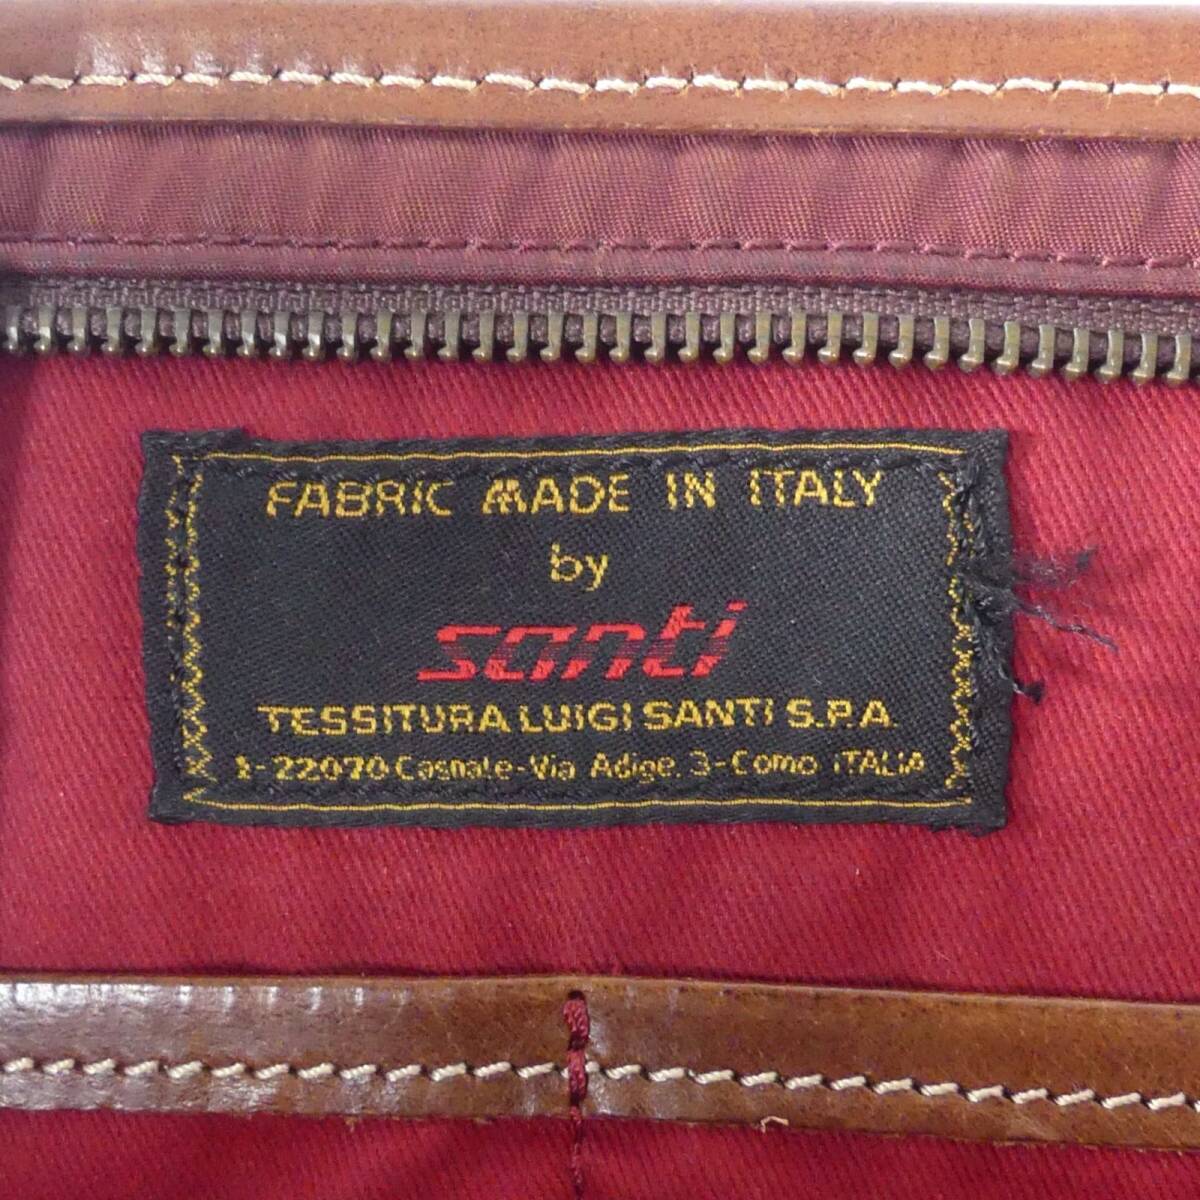 FABRIC MADE IN ITALY
by
santi
TESSITURA LUIGI SANTI S.P.A.
I-22070 Casnate-Via Adige, 3-Como ITALIA